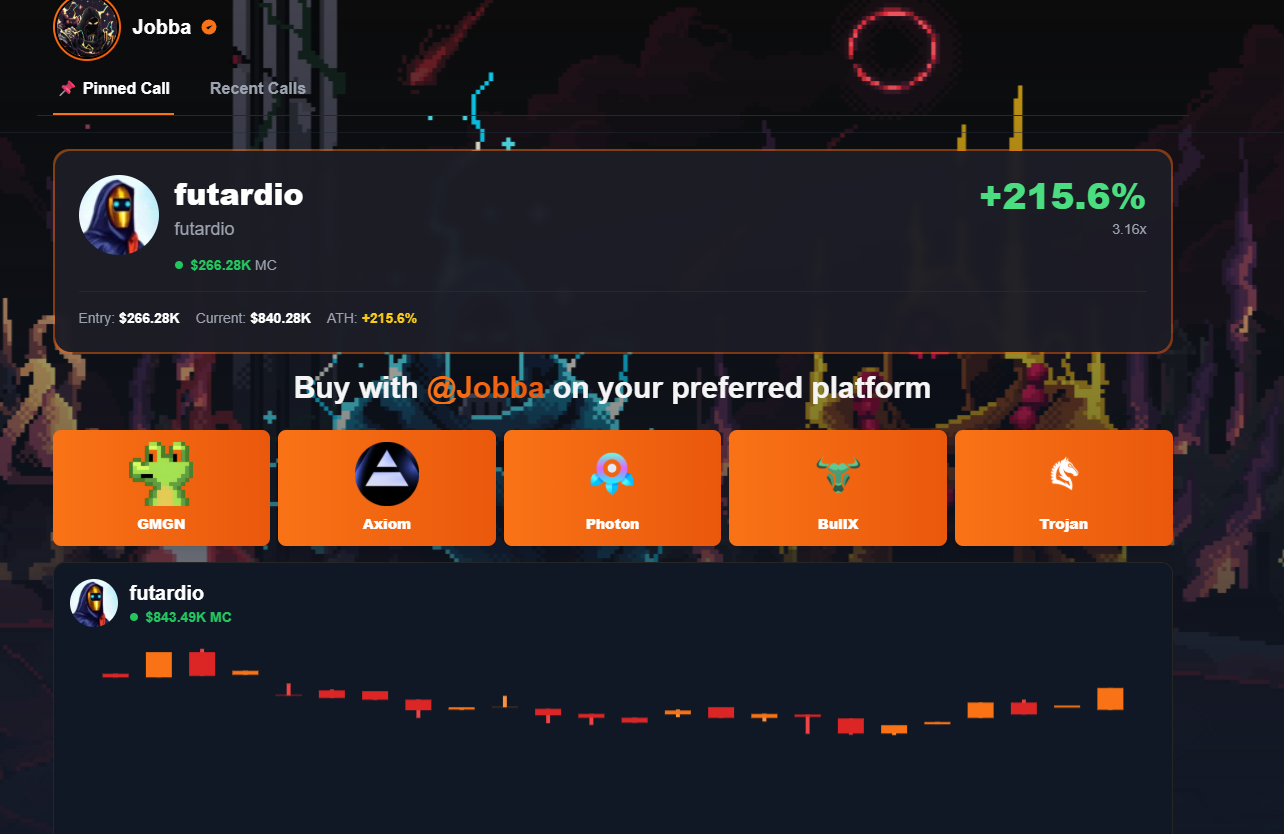 Jobba
📌 Pinned Call Recent Calls
futardio
+215.6%
futardio
3.16x
$266.28K MC
Entry: $266.28K Current: $840.28K ATH: +215.6%
Buy with @Jobba on your preferred platform
GMGN Axiom Photon BullX Trojan
futardio
$843.49K MC